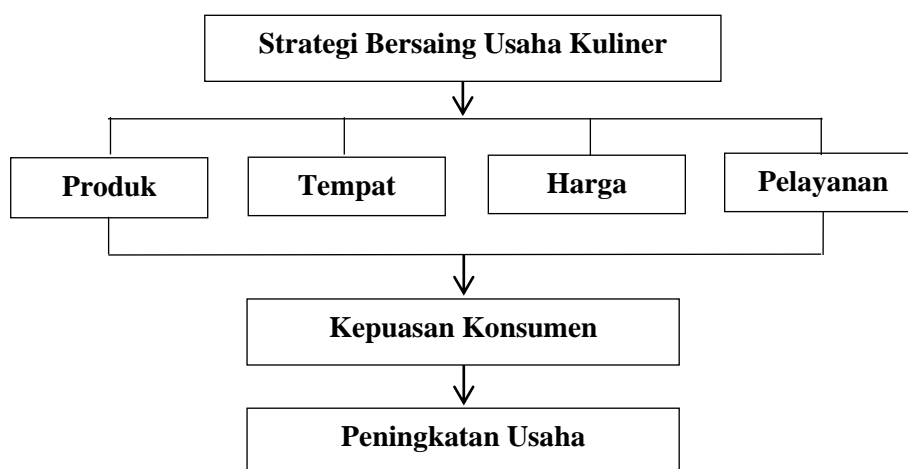 Strategi Bersaing Usaha Kuliner
Produk
Tempat
Harga
Pelayanan
Kepuasan Konsumen
Peningkatan Usaha